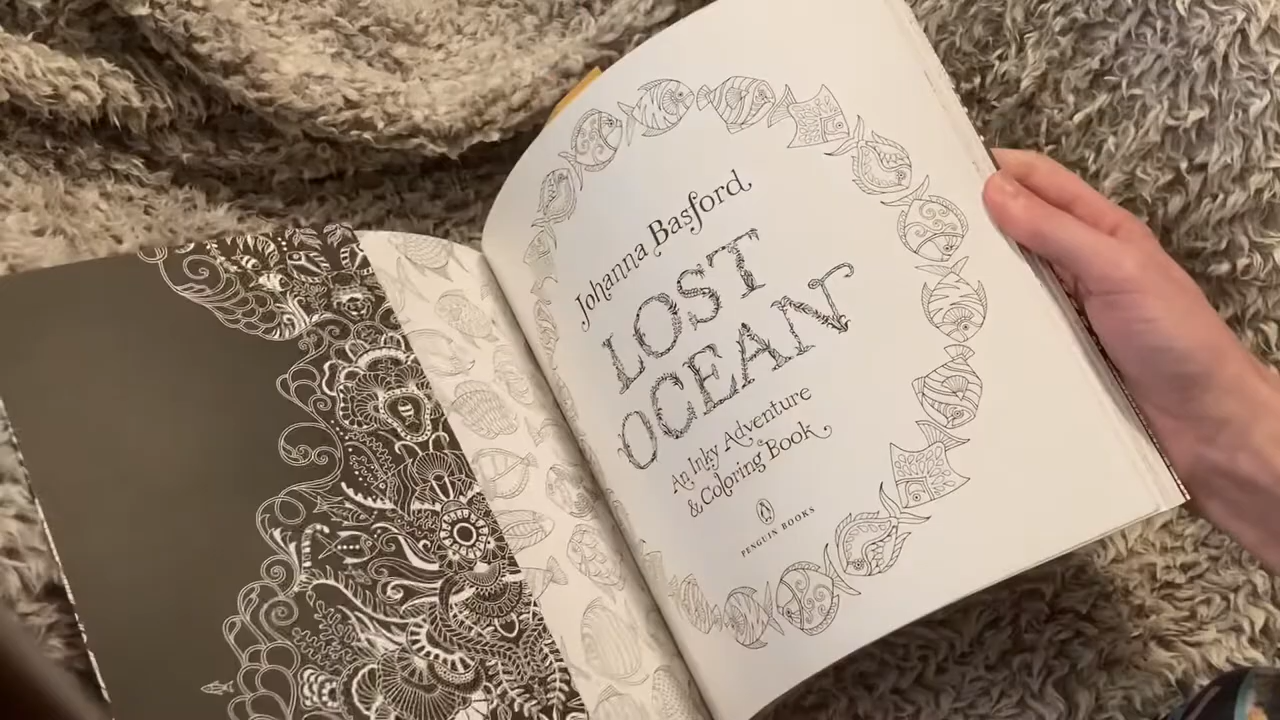 Johanna Basford
LOST
OCEAN
An Inky Adventure
& Coloring Book
PENGUIN BOOKS